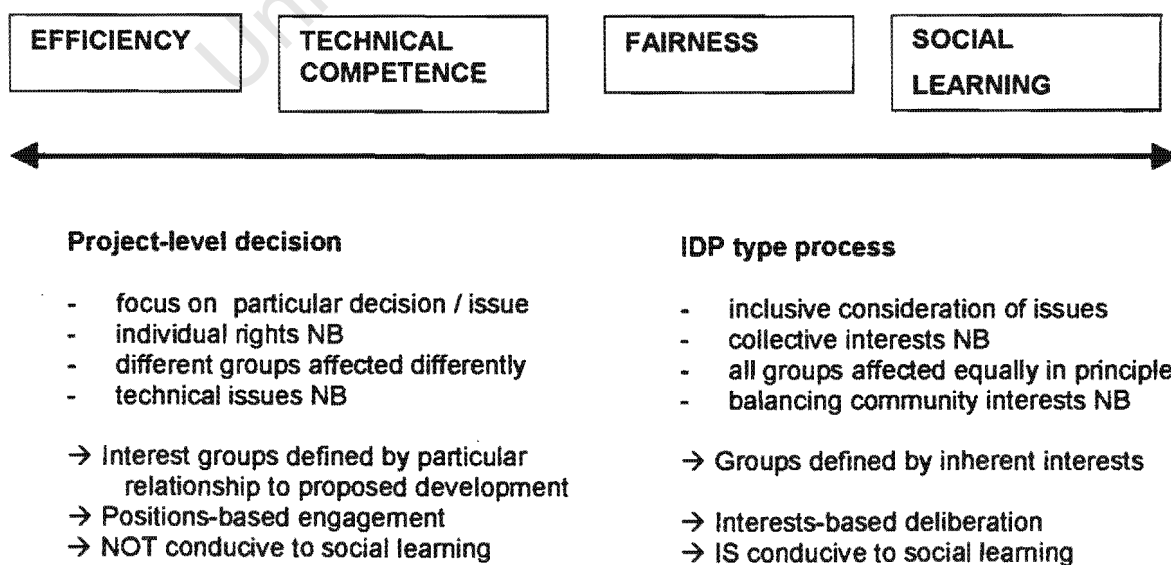 EFFICIENCY
TECHNICAL
COMPETENCE
FAIRNESS
SOCIAL
LEARNING
Project-level decision
- focus on particular decision / issue
- individual rights NB
- different groups affected differently
- technical issues NB
→ Interest groups defined by particular
relationship to proposed development
→ Positions-based engagement
→ NOT conducive to social learning
IDP type process
- inclusive consideration of issues
- collective interests NB
- all groups affected equally in principle
- balancing community interests NB
→ Groups defined by inherent interests
→ Interests-based deliberation
→ IS conducive to social learning